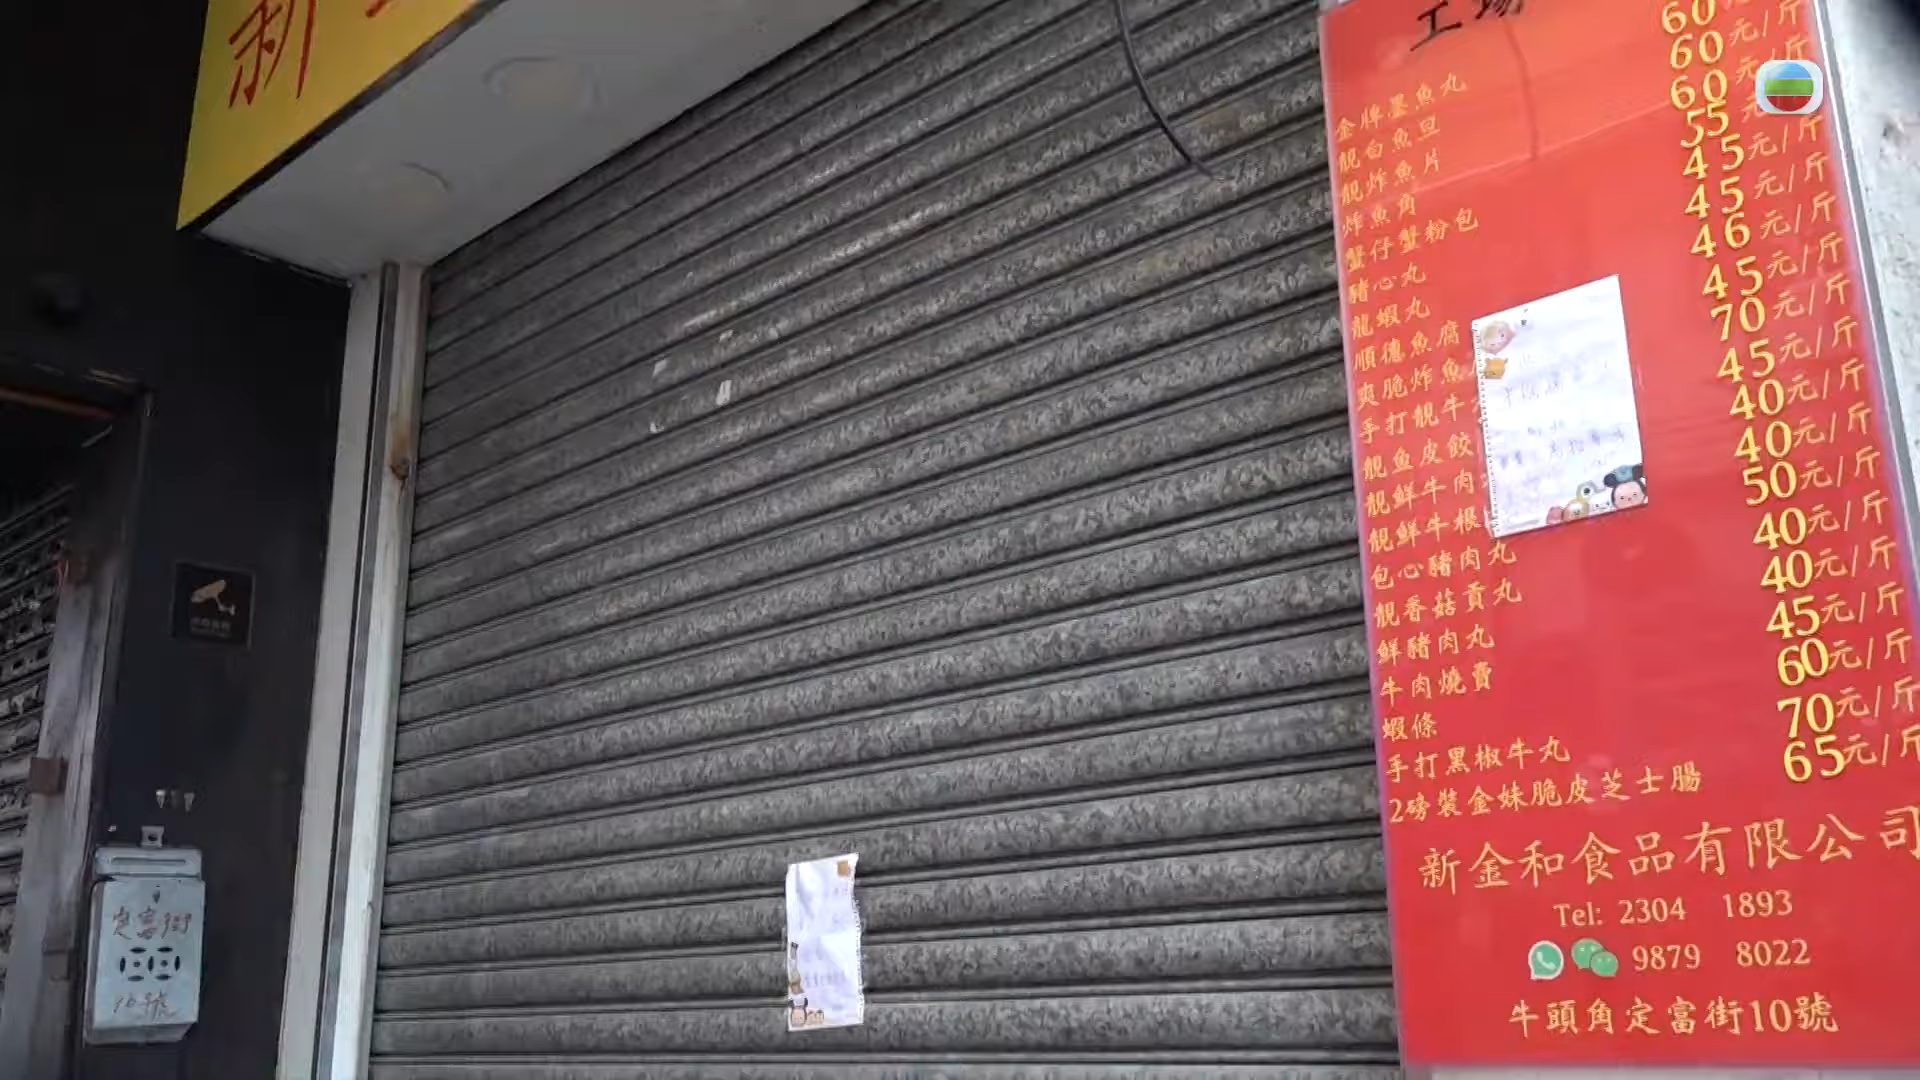 新
工場
60
60元/斤
60元
55元
45元/斤
45元/斤
46元/斤
45元/斤
70元/斤
45元/斤
40元/斤
40元/斤
50元/斤
40元/斤
40元/斤
45元/斤
60元/斤
70元/斤
65元/斤
金牌墨魚丸
靚白魚旦
靚炸魚片
炸魚角
蟹仔蟹粉包
豬心丸
龍蝦丸
順德魚腐
爽脆炸魚
手打靚牛
靚魚皮餃
靚鮮牛肉
靚鮮牛根
包心豬肉丸
靚香菇貢丸
鮮豬肉丸
牛肉燒賣
蝦條
手打黑椒牛丸
2磅裝金妹脆皮芝士腸
新金和食品有限公司
Tel: 2304 1893
9879 8022
牛頭角定富街10號
定富街
10號